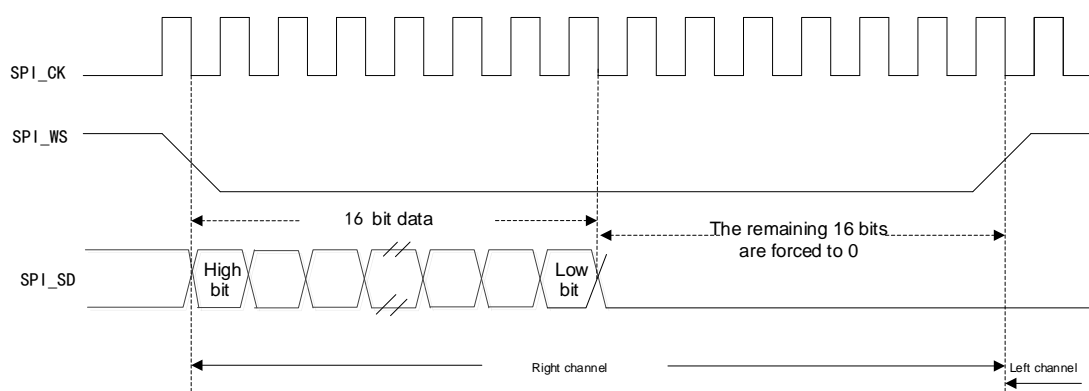 SPI_CK
SPI_WS
16 bit data
The remaining 16 bits
are forced to 0
SPI_SD
High
bit
Low
bit
Right channel
Left channel